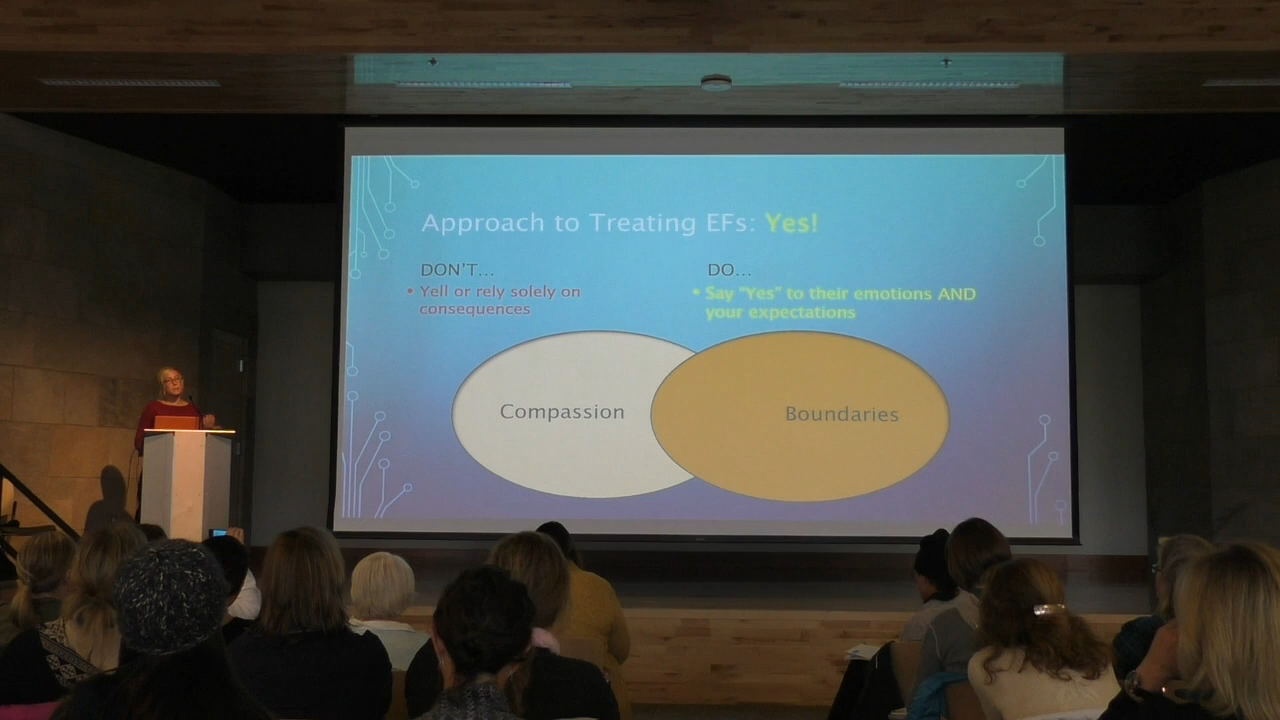 Approach to Treating EFs: Yes!
DON'T...
• Yell or rely solely on
consequences
DO...
• Say "Yes" to their emotions AND
your expectations
Compassion
Boundaries